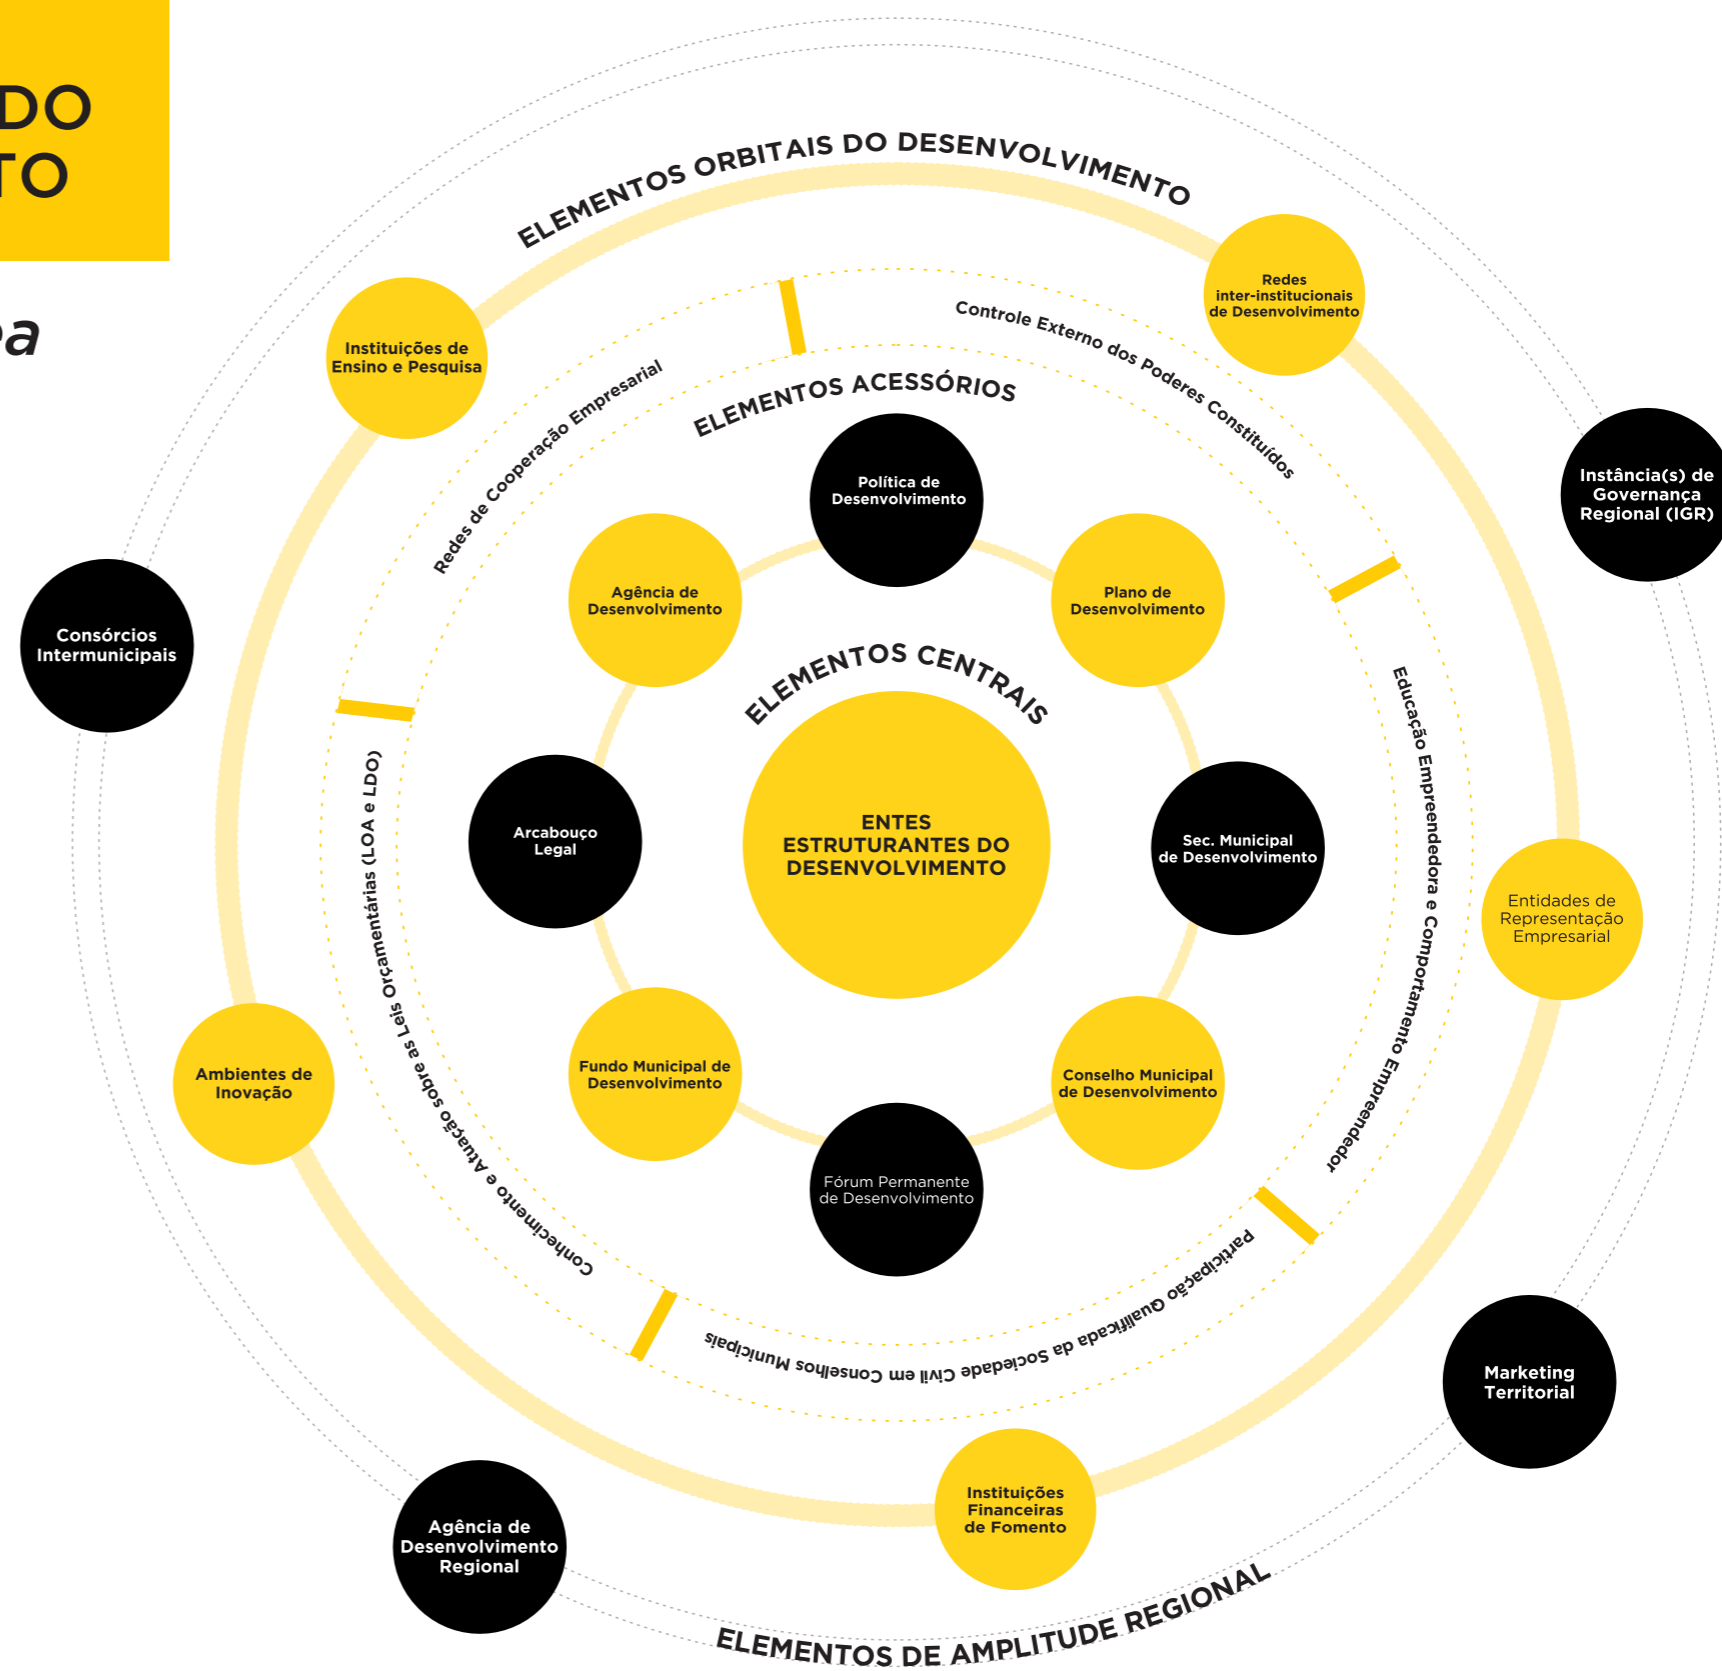 DO
TO
ea
ELEMENTOS ORBITAIS DO DESENVOLVIMENTO
Redes
inter-institucionais
de Desenvolvimento
Instituições de
Ensino e Pesquisa
Controle Externo dos Poderes Constituídos
Redes de Cooperação Empresarial
ELEMENTOS ACESSÓRIOS
Política de
Desenvolvimento
Instância(s) de
Governança
Regional (IGR)
Agência de
Desenvolvimento
Plano de
Desenvolvimento
Consórcios
Intermunicipais
ELEMENTOS CENTRAIS
Educação Empreendedora e Comportamento Empreendedor
ENTES
ESTRUTURANTES DO
DESENVOLVIMENTO
Arcabouço
Legal
Sec. Municipal
de Desenvolvimento
Conhecimento e Atuação sobre as Leis Orçamentárias (LOA e LDO)
Entidades de
Representação
Empresarial
Ambientes de
Inovação
Fundo Municipal de
Desenvolvimento
Conselho Municipal
de Desenvolvimento
Fórum Permanente
de Desenvolvimento
Participação Qualificada da Sociedade Civil em Conselhos Municipais
Marketing
Territorial
Instituições
Financeiras
de Fomento
Agência de
Desenvolvimento
Regional
ELEMENTOS DE AMPLITUDE REGIONAL